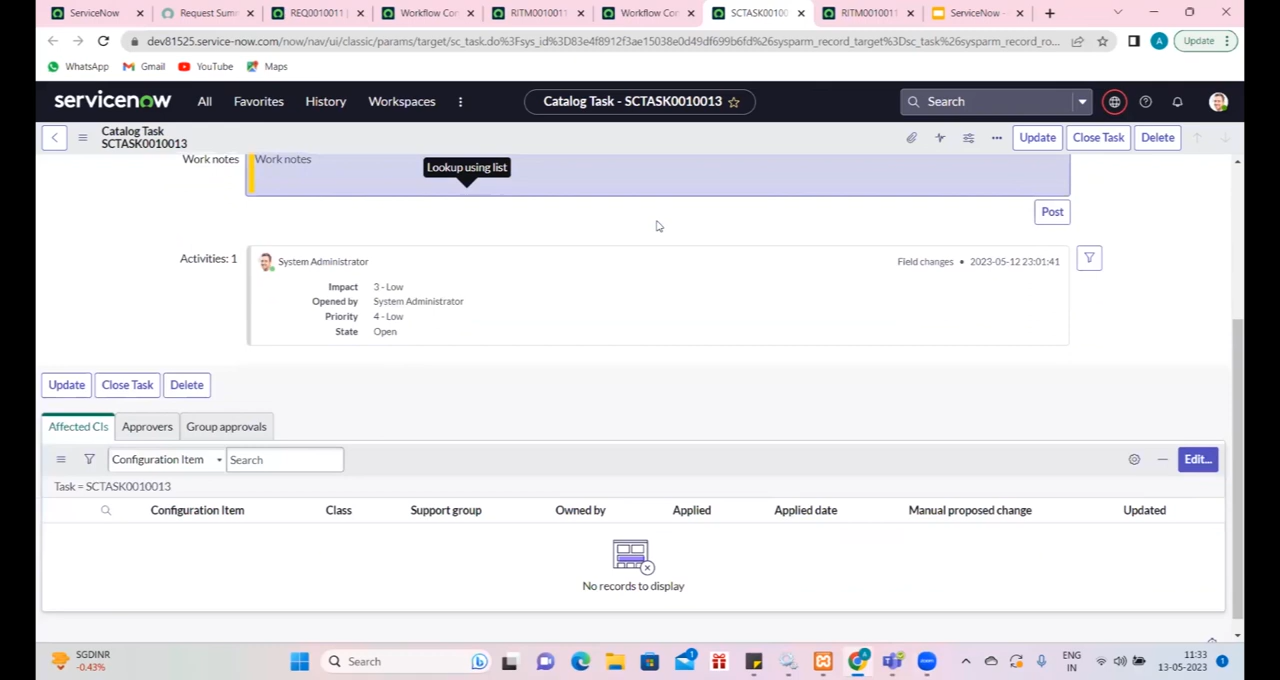 ServiceNow
Request Summ
REQ0010011 |
Workflow Con
RITM0010011
Workflow Con
SCTASK00100
RITM0010011
ServiceNow -
dev81525.service-now.com/now/nav/ui/classic/params/target/sc_task.do%3Fsys_id%3D83e4f8912f3ae15038e0d49df699b6fd%26sysparm_record_target%3Dsc_task%26sysparm_record_ro...
A
Update
WhatsApp
Gmail
YouTube
Maps
servicenow
All
Favorites
History
Workspaces
Catalog Task - SCTASK0010013
Search
Catalog Task
SCTASK0010013
Update
Close Task
Delete
Work notes
Work notes
Lookup using list
Post
Activities: 1
System Administrator
Field changes • 2023-05-12 23:01:41
Impact 3 - Low
Opened by System Administrator
Priority 4 - Low
State Open
Update
Close Task
Delete
Affected CIs
Approvers
Group approvals
Configuration Item
Search
Edit...
Task = SCTASK0010013
Configuration Item
Class
Support group
Owned by
Applied
Applied date
Manual proposed change
Updated
No records to display
SGDINR
-0.43%
Search
ENG
IN
11:33
13-05-2023